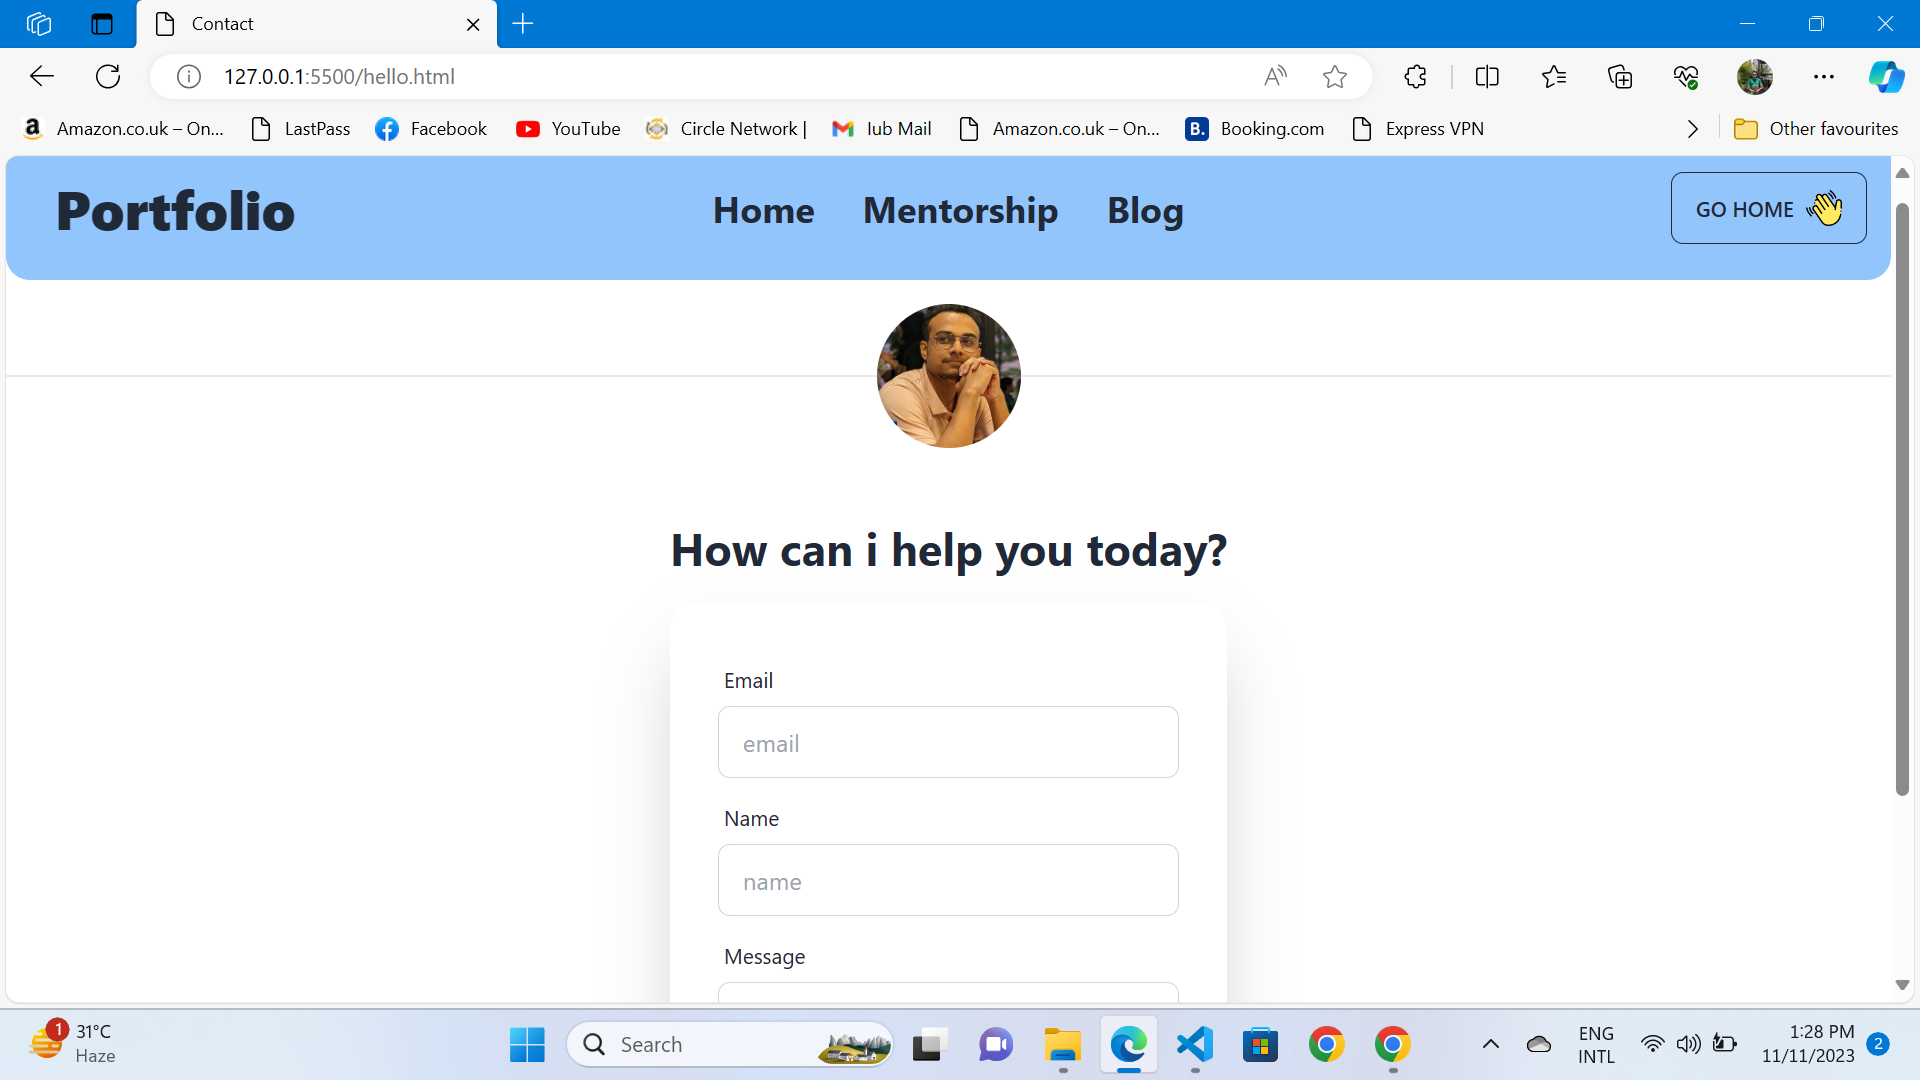 Contact
127.0.0.1:5500/hello.html
Amazon.co.uk – On... LastPass Facebook YouTube Circle Network | Iub Mail Amazon.co.uk – On... B. Booking.com Express VPN Other favourites
Portfolio Home Mentorship Blog GO HOME
How can i help you today?
Email
email
Name
name
Message
1 31°C
Haze
Search
ENG
INTL
1:28 PM
11/11/2023
2